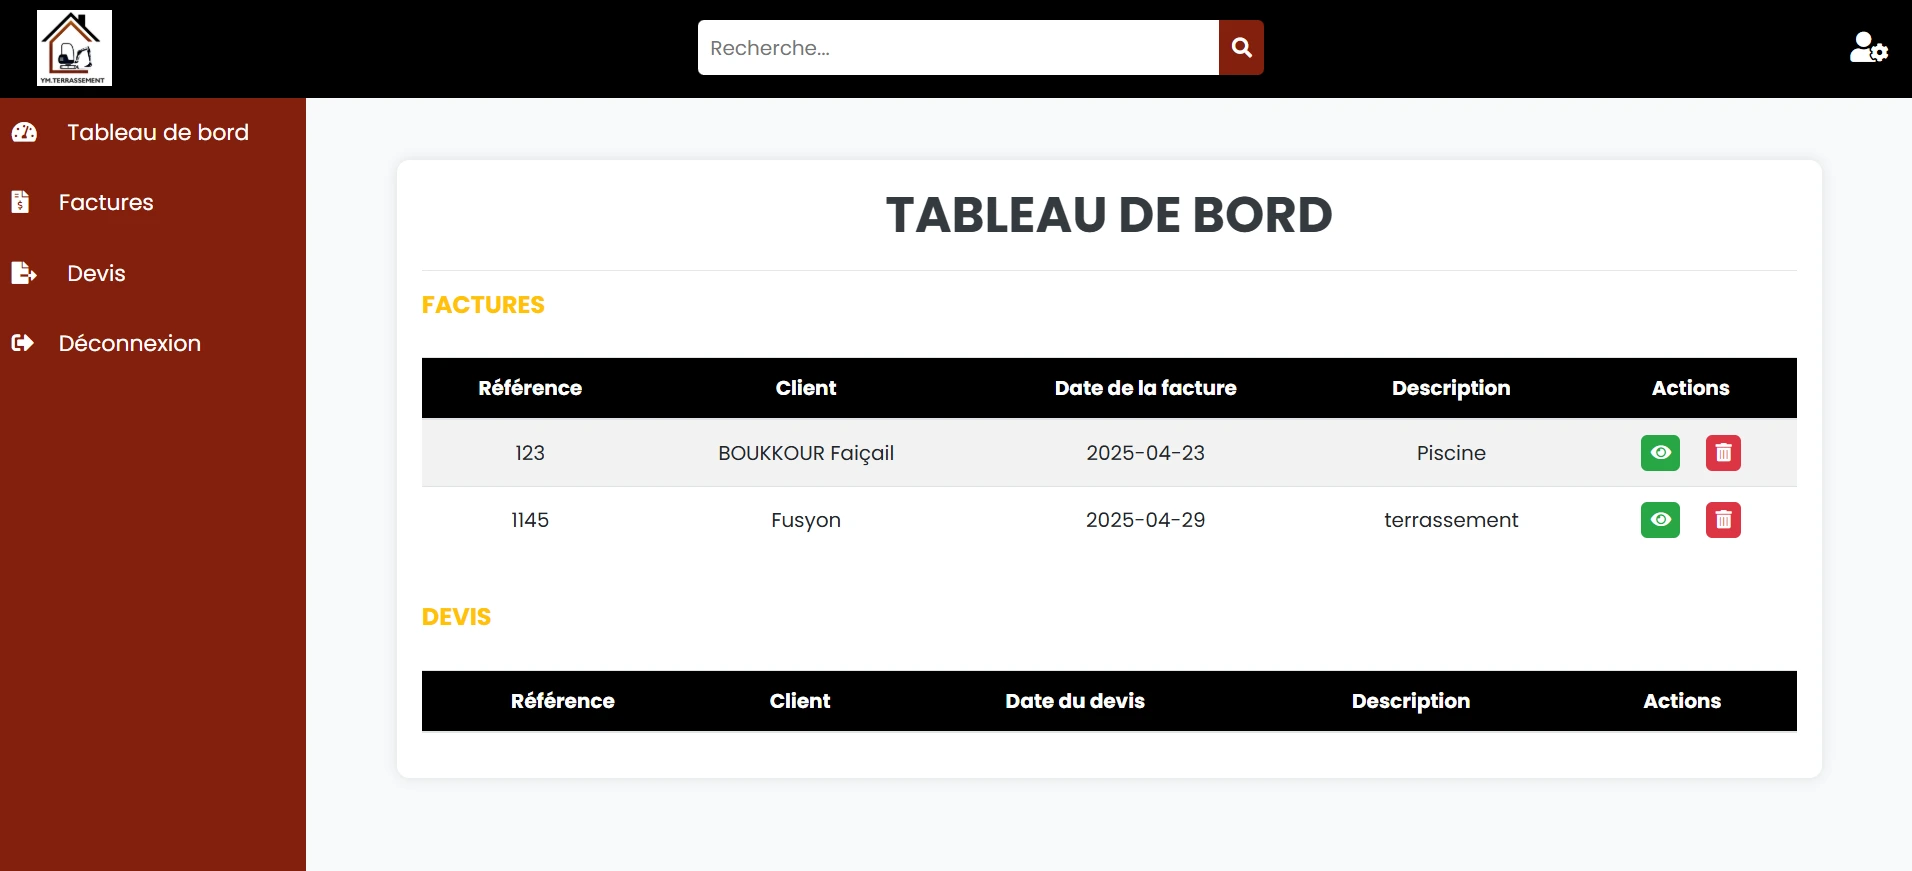 YM.TERRASSEMENT
Recherche...
Tableau de bord
Factures
Devis
Déconnexion
TABLEAU DE BORD
FACTURES
Référence Client Date de la facture Description Actions
123 BOUKKOUR Faiçail 2025-04-23 Piscine
1145 Fusyon 2025-04-29 terrassement
DEVIS
Référence Client Date du devis Description Actions